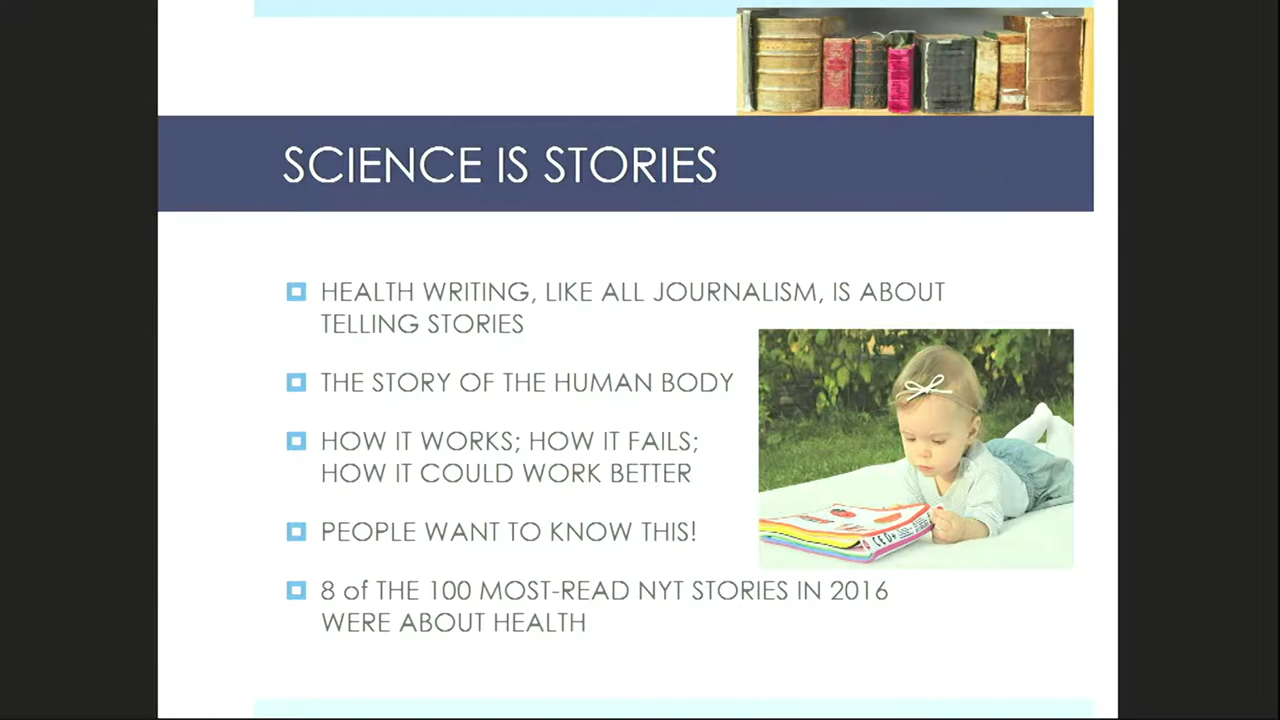 SCIENCE IS STORIES
HEALTH WRITING, LIKE ALL JOURNALISM, IS ABOUT
TELLING STORIES
THE STORY OF THE HUMAN BODY
HOW IT WORKS; HOW IT FAILS;
HOW IT COULD WORK BETTER
PEOPLE WANT TO KNOW THIS!
8 of THE 100 MOST-READ NYT STORIES IN 2016
WERE ABOUT HEALTH